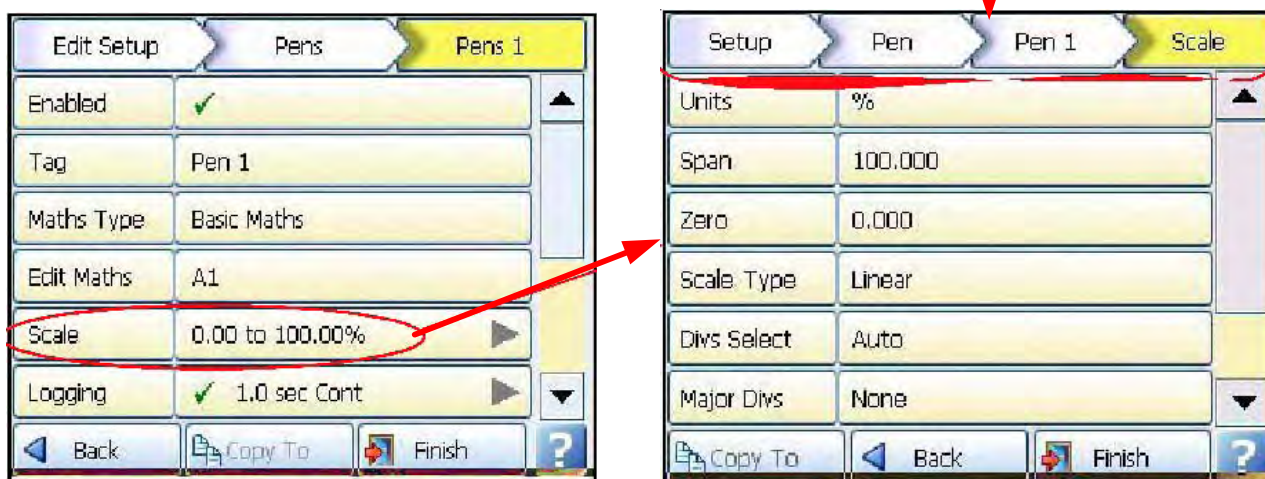 Edit Setup Pens Pens 1
Enabled ✓
Tag Pen 1
Maths Type Basic Maths
Edit Maths A1
Scale 0.00 to 100.00%
Logging ✓ 1.0 sec Cont
Back Copy To Finish ?
Setup Pen Pen 1 Scale
Units %
Span 100.000
Zero 0.000
Scale Type Linear
Divs Select Auto
Major Divs None
Copy To Back Finish ?